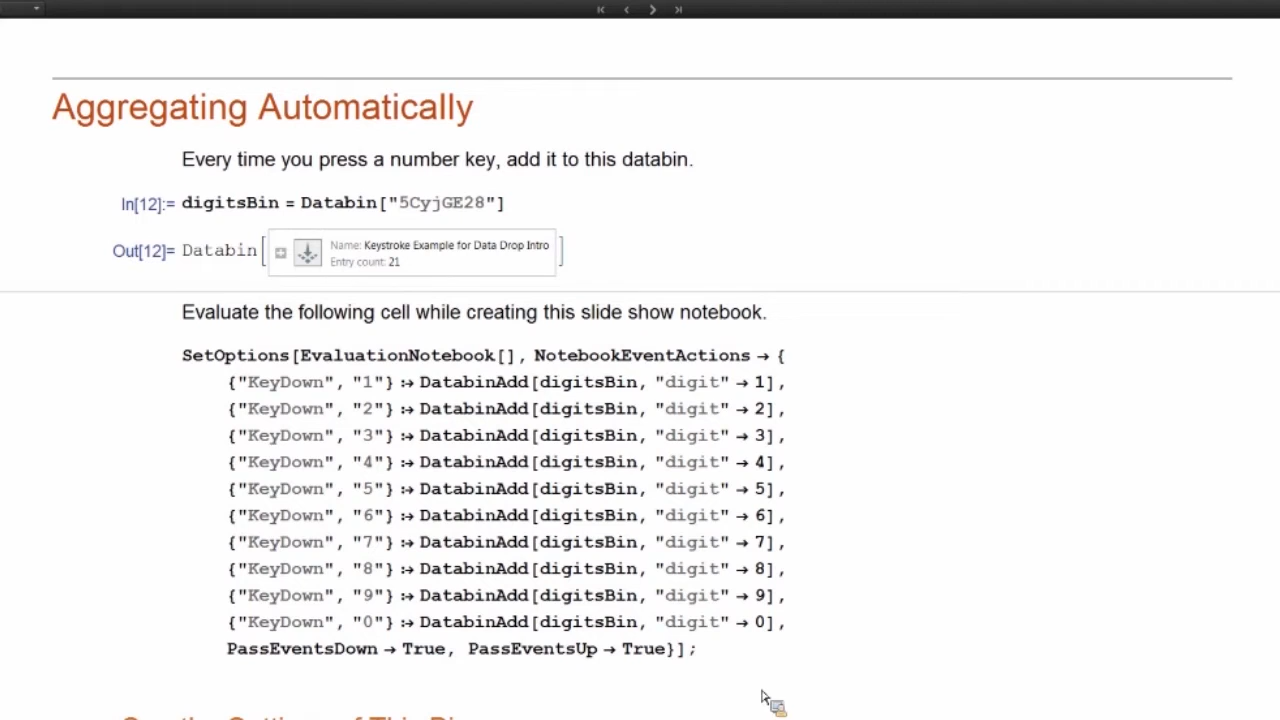 Aggregating Automatically
Every time you press a number key, add it to this databin.
In[12]:= digitsBin = Databin["5CyjGE28"]
Out[12]= Databin[ Name: Keystroke Example for Data Drop Intro
Entry count: 21 ]
Evaluate the following cell while creating this slide show notebook.
SetOptions[EvaluationNotebook[], NotebookEventActions → {
{"KeyDown", "1"} :→ DatabinAdd[digitsBin, "digit" → 1],
{"KeyDown", "2"} :→ DatabinAdd[digitsBin, "digit" → 2],
{"KeyDown", "3"} :→ DatabinAdd[digitsBin, "digit" → 3],
{"KeyDown", "4"} :→ DatabinAdd[digitsBin, "digit" → 4],
{"KeyDown", "5"} :→ DatabinAdd[digitsBin, "digit" → 5],
{"KeyDown", "6"} :→ DatabinAdd[digitsBin, "digit" → 6],
{"KeyDown", "7"} :→ DatabinAdd[digitsBin, "digit" → 7],
{"KeyDown", "8"} :→ DatabinAdd[digitsBin, "digit" → 8],
{"KeyDown", "9"} :→ DatabinAdd[digitsBin, "digit" → 9],
{"KeyDown", "0"} :→ DatabinAdd[digitsBin, "digit" → 0],
PassEventsDown → True, PassEventsUp → True}];